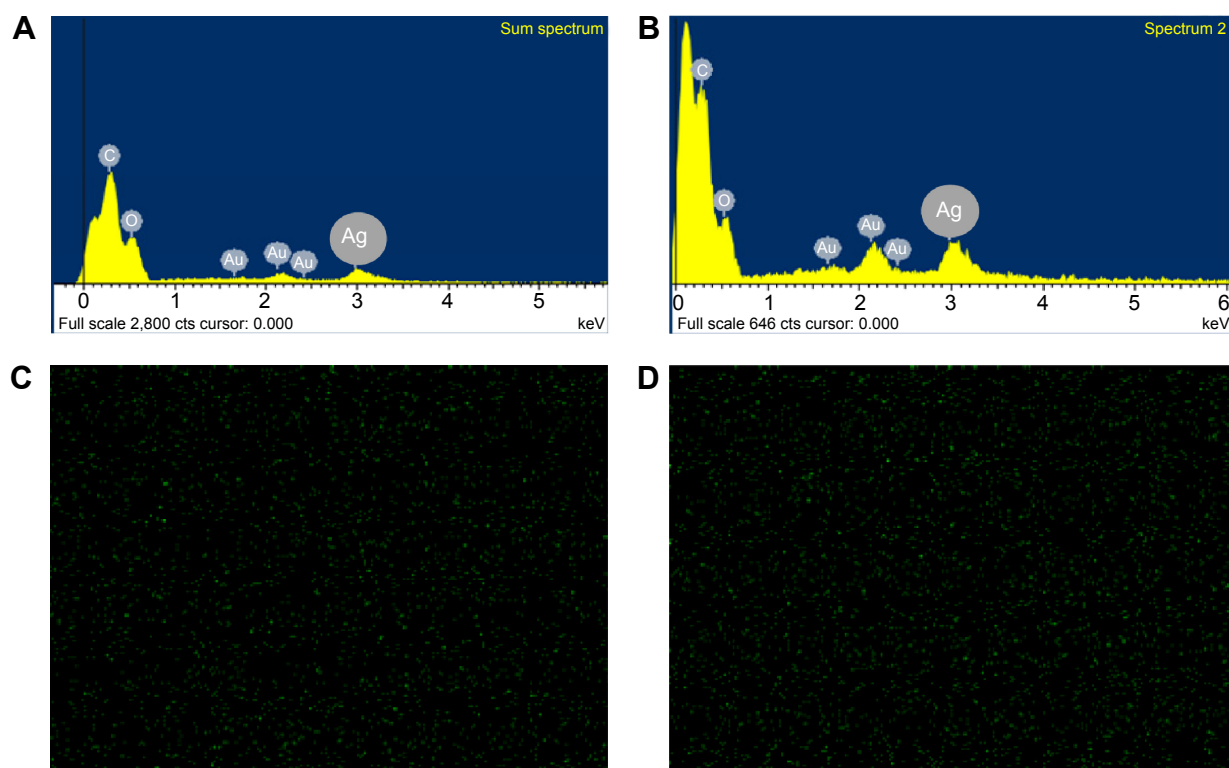 A
Sum spectrum
C
O
Au
Au
Au
Ag
0 1 2 3 4 5
Full scale 2,800 cts cursor: 0.000 keV
B
Spectrum 2
C
O
Au
Au
Au
Ag
0 1 2 3 4 5 6
Full scale 646 cts cursor: 0.000 keV
C
D